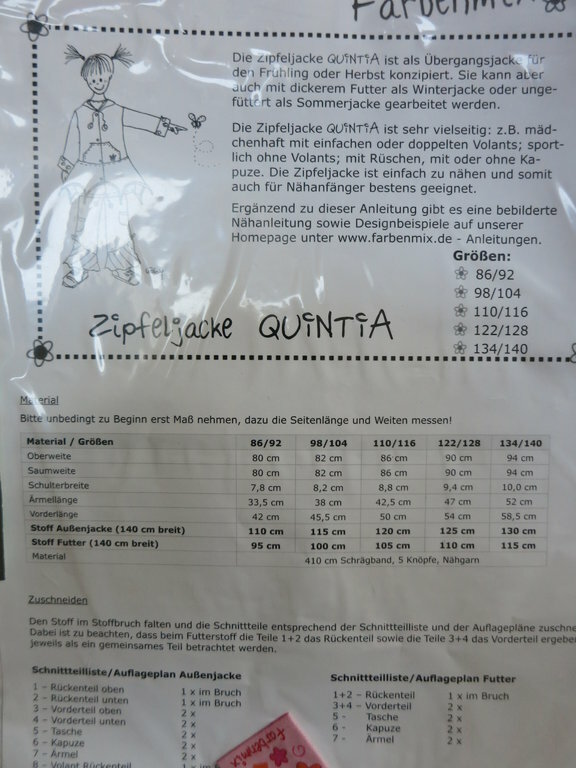 Farbenmix
Die Zipfeljacke QUINTIA ist als Übergangsjacke für
den Frühling oder Herbst konzipiert. Sie kann aber
auch mit dickerem Futter als Winterjacke oder unge-
füttert als Sommerjacke gearbeitet werden.
Die Zipfeljacke QUINTIA ist sehr vielseitig: z.B. mäd-
chenhaft mit einfachen oder doppelten Volants; sport-
lich ohne Volants; mit Rüschen, mit oder ohne Ka-
puze. Die Zipfeljacke ist einfach zu nähen und somit
auch für Nähanfänger bestens geeignet.
Ergänzend zu dieser Anleitung gibt es eine bebilderte
Nähanleitung sowie Designbeispiele auf unserer
Homepage unter www.farbenmix.de - Anleitungen.
Größen:
86/92
98/104
110/116
122/128
134/140
Zipfeljacke QUINTIA
Material
Bitte unbedingt zu Beginn erst Maß nehmen, dazu die Seitenlänge und Weiten messen!
Material / Größen 86/92 98/104 110/116 122/128 134/140
Oberweite 80 cm 82 cm 86 cm 90 cm 94 cm
Saumweite 80 cm 82 cm 86 cm 90 cm 94 cm
Schulterbreite 7,8 cm 8,2 cm 8,8 cm 9,4 cm 10,0 cm
Ärmellänge 33,5 cm 38 cm 42,5 cm 47 cm 52 cm
Vorderlänge 42 cm 45,5 cm 50 cm 54 cm 58,5 cm
Stoff Außenjacke (140 cm breit) 110 cm 115 cm 120 cm 125 cm 130 cm
Stoff Futter (140 cm breit) 95 cm 100 cm 105 cm 110 cm 115 cm
Material 410 cm Schrägband, 5 Knöpfe, Nähgarn
Zuschneiden
Den Stoff im Stoffbruch falten und die Schnittteile entsprechend der Schnittteilliste und der Auflagepläne zuschne
Dabei ist zu beachten, dass beim Futterstoff die Teile 1+2 das Rückenteil sowie die Teile 3+4 das Vorderteil ergebe
jeweils als ein gemeinsames Teil betrachtet werden.
Schnittteilliste/Auflageplan Außenjacke
1 – Rückenteil oben 1 x im Bruch
2 – Rückenteil unten 1 x im Bruch
3 – Vorderteil oben 2 x
4 – Vorderteil unten 2 x
5 – Tasche 2 x
6 – Kapuze 2 x
7 – Ärmel 2 x
8 – Volant Rückenteil 1 x im B
Schnittteilliste/Auflageplan Futter
1+2 – Rückenteil 1 x im Bruch
3+4 – Vorderteil 2 x
5 - Tasche 2 x
6 - Kapuze 2 x
7 - Ärmel 2 x
farbenmix